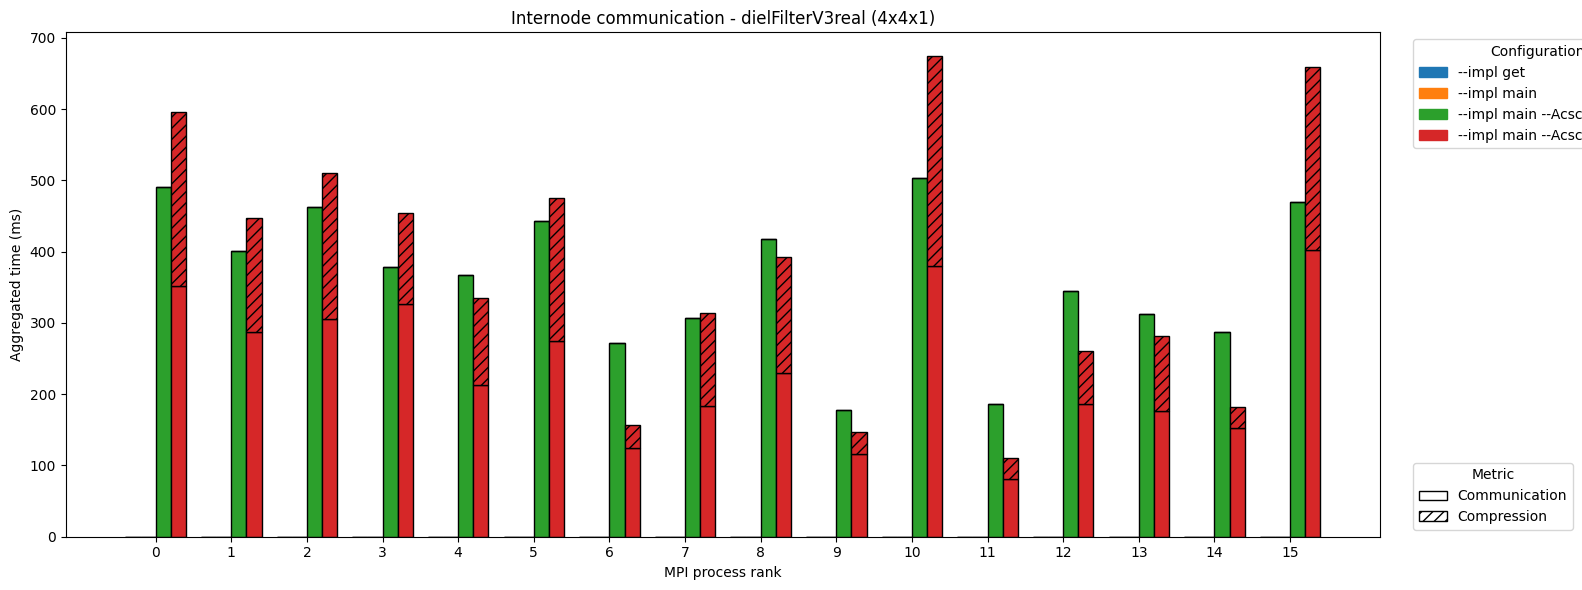 Internode communication - dielFilterV3real (4x4x1)
Aggregated time (ms)
700
600
500
400
300
200
100
0
0 1 2 3 4 5 6 7 8 9 10 11 12 13 14 15
MPI process rank
Configuration
--impl get
--impl main
--impl main --Acsc
--impl main --Acsc
Metric
Communication
Compression